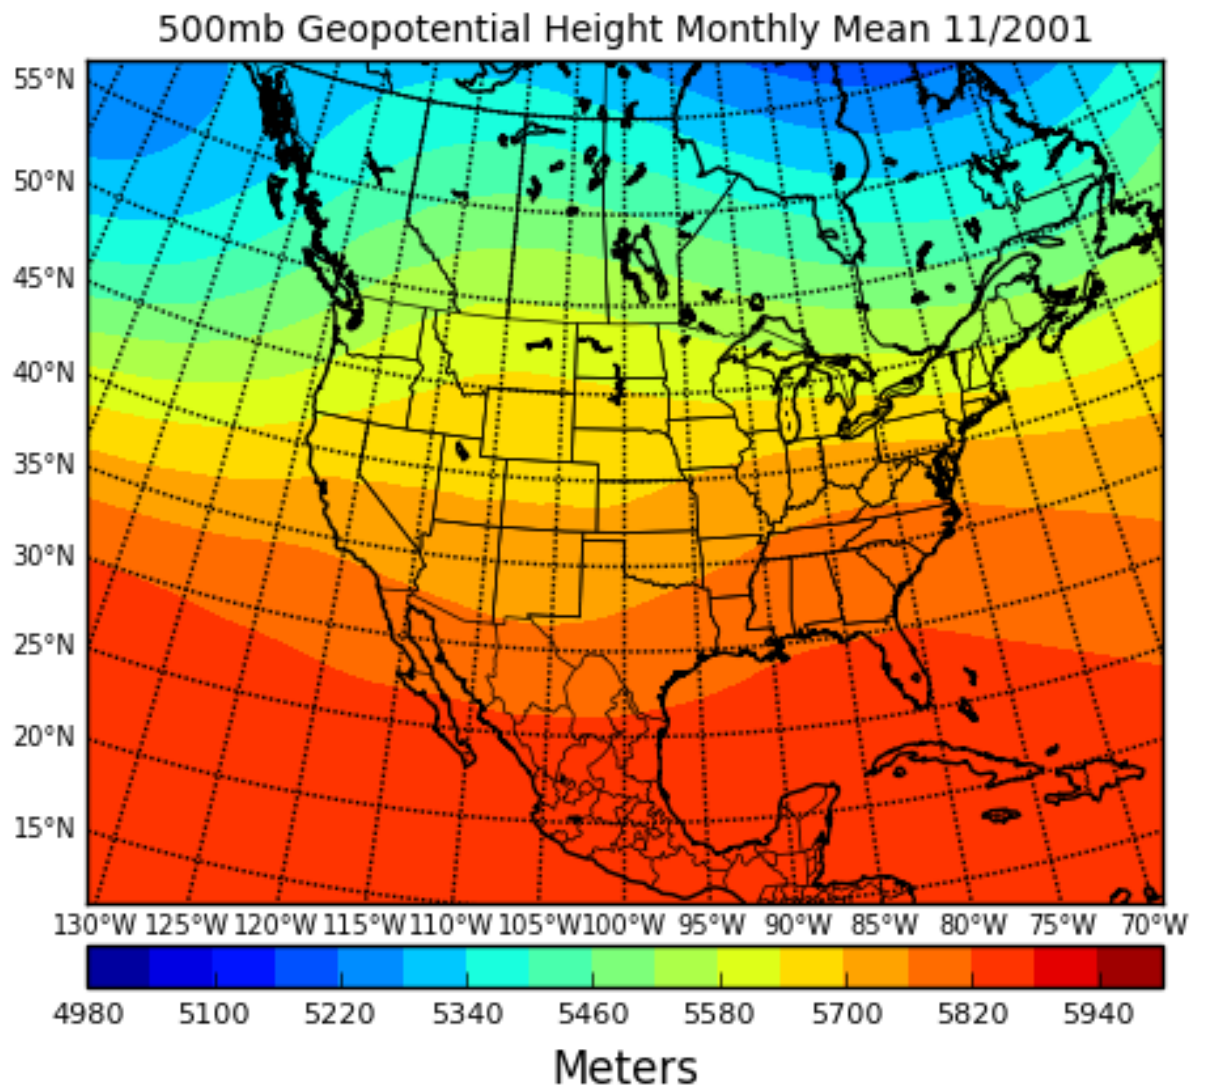 500mb Geopotential Height Monthly Mean 11/2001
55°N
50°N
45°N
40°N
35°N
30°N
25°N
20°N
15°N
130°W 125°W 120°W 115°W 110°W 105°W 100°W 95°W 90°W 85°W 80°W 75°W 70°W
4980 5100 5220 5340 5460 5580 5700 5820 5940
Meters